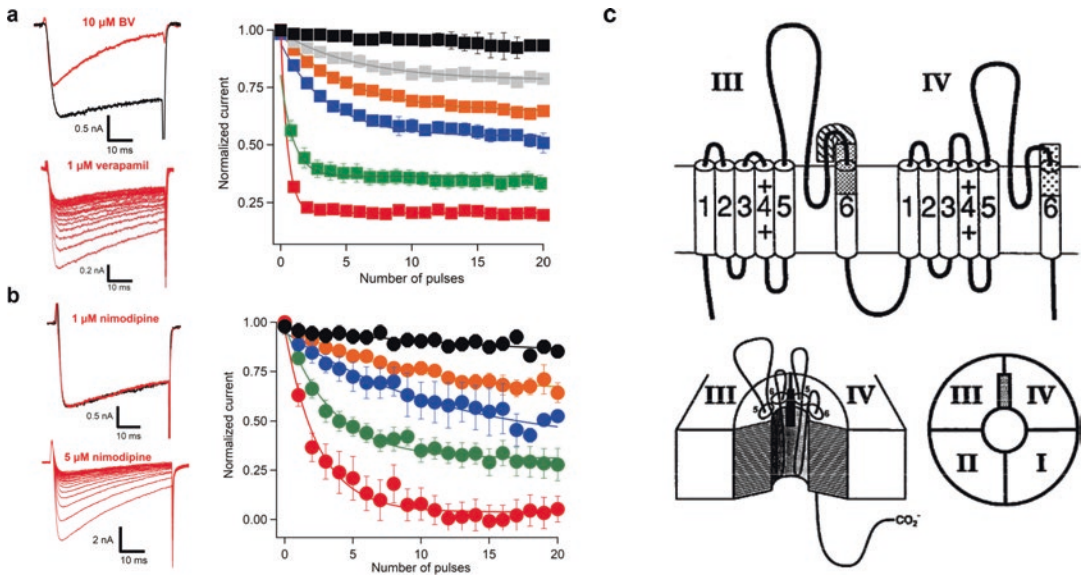 a
10 µM BV
0.5 nA
10 ms
1 µM verapamil
0.2 nA
10 ms
Normalized current
1.00
0.75
0.50
0.25
0
5
10
15
20
Number of pulses
b
1 µM nimodipine
0.5 nA
10 ms
5 µM nimodipine
2 nA
10 ms
Normalized current
1.00
0.75
0.50
0.25
0.00
0
5
10
15
20
Number of pulses
c
III IV
1 2 3 + 4 + 5 6 1 2 3 + 4 + 5 6
III IV
5 6 5 6
CO₂⁻
III IV
II I